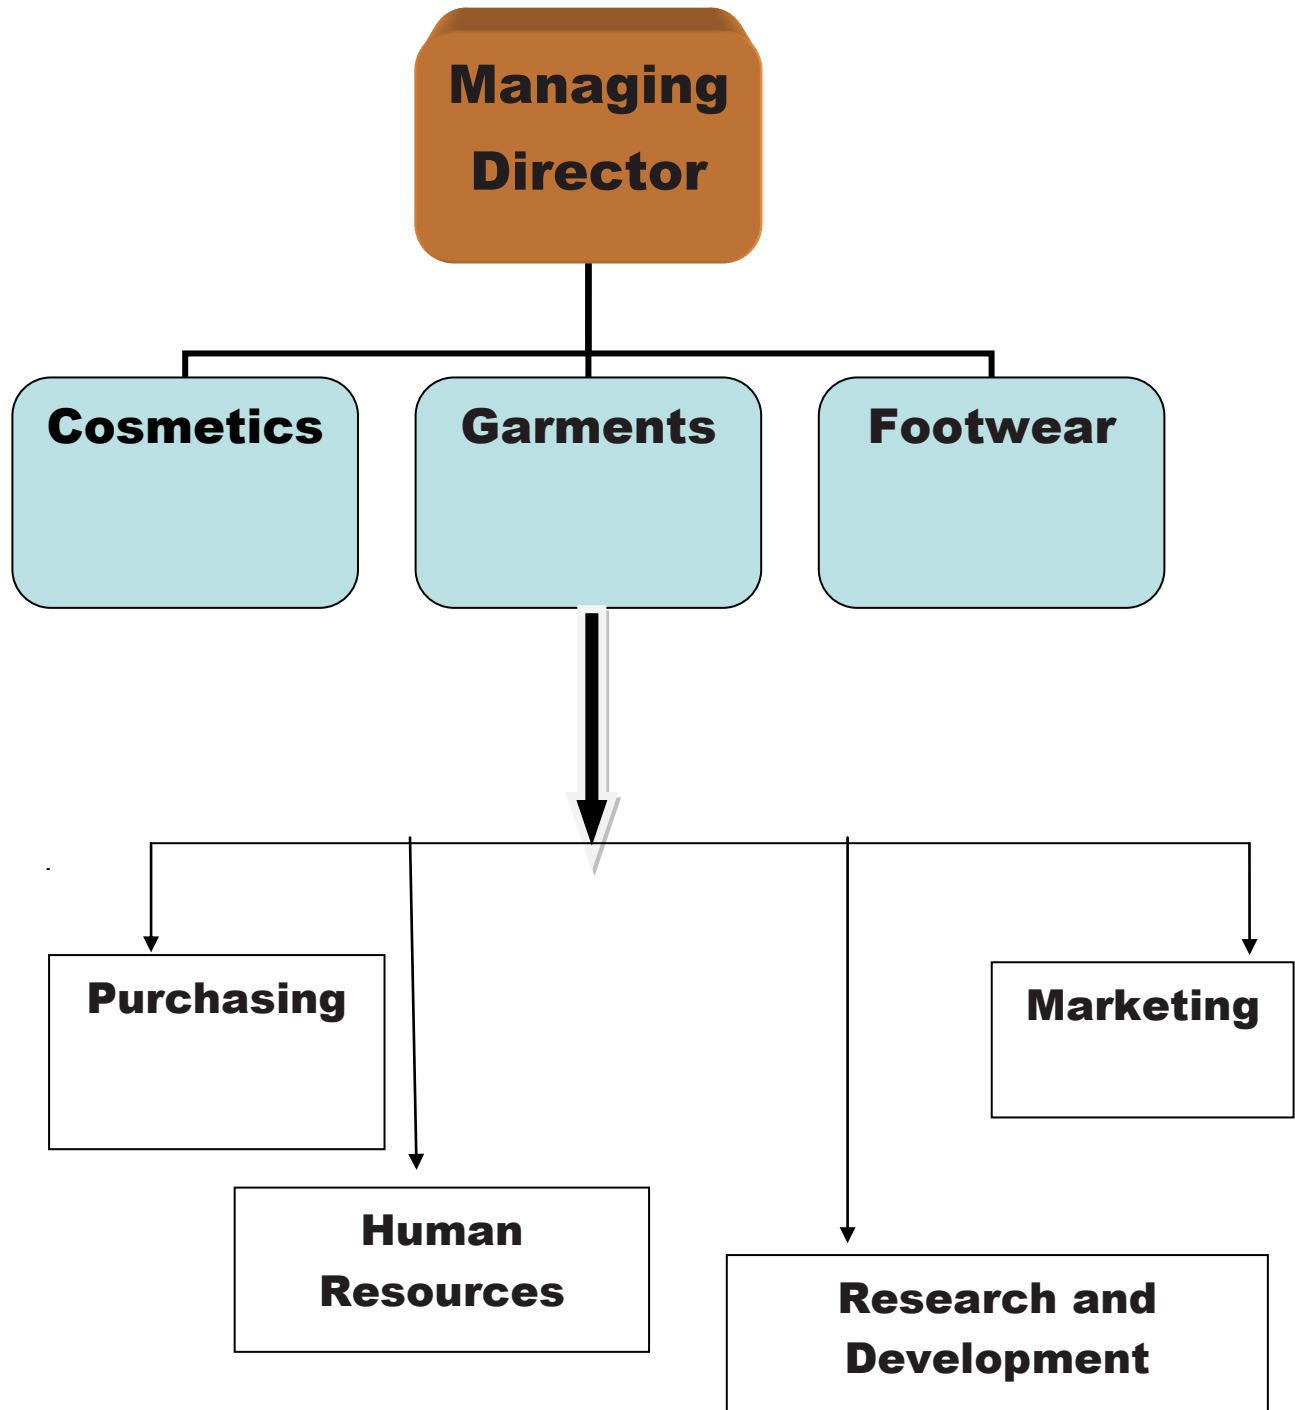 Managing
Director
Cosmetics
Garments
Footwear
Purchasing
Marketing
Human
Resources
Research and
Development